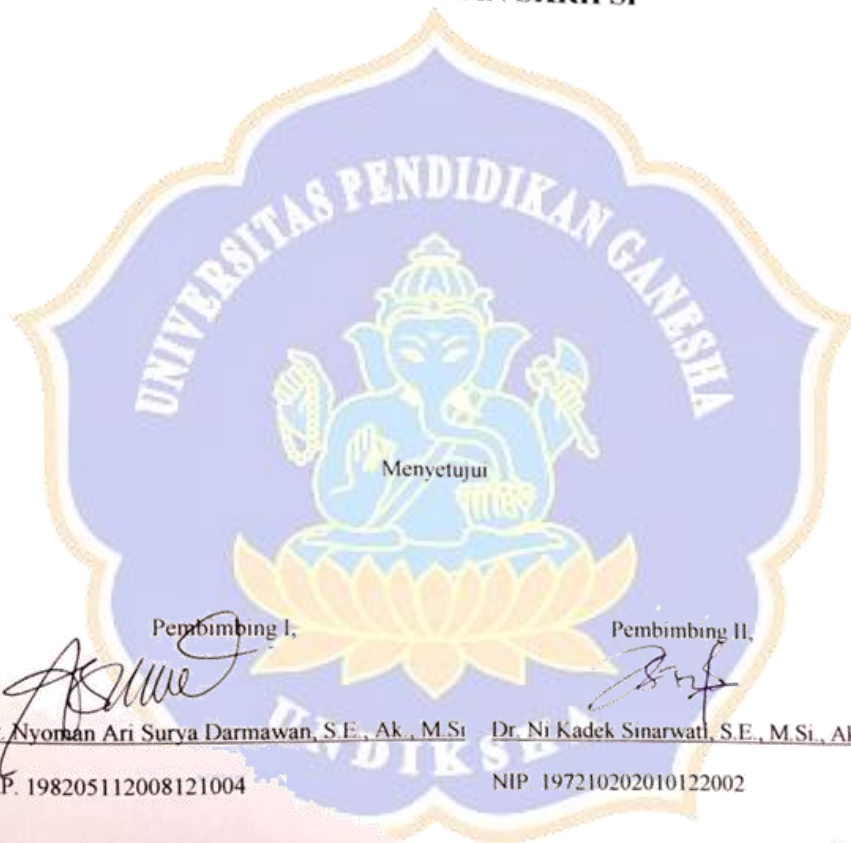 UNIVERSITAS PENDIDIKAN GANESHA
Menyetujui
Pembimbing I,
Pembimbing II,
Nyoman Ari Surya Darmawan, S.E., Ak., M.Si
Dr. Ni Kadek Sinarwati, S.E., M.Si., Ak
P. 198205112008121004
NIP 197210202010122002
UNDIKSHA